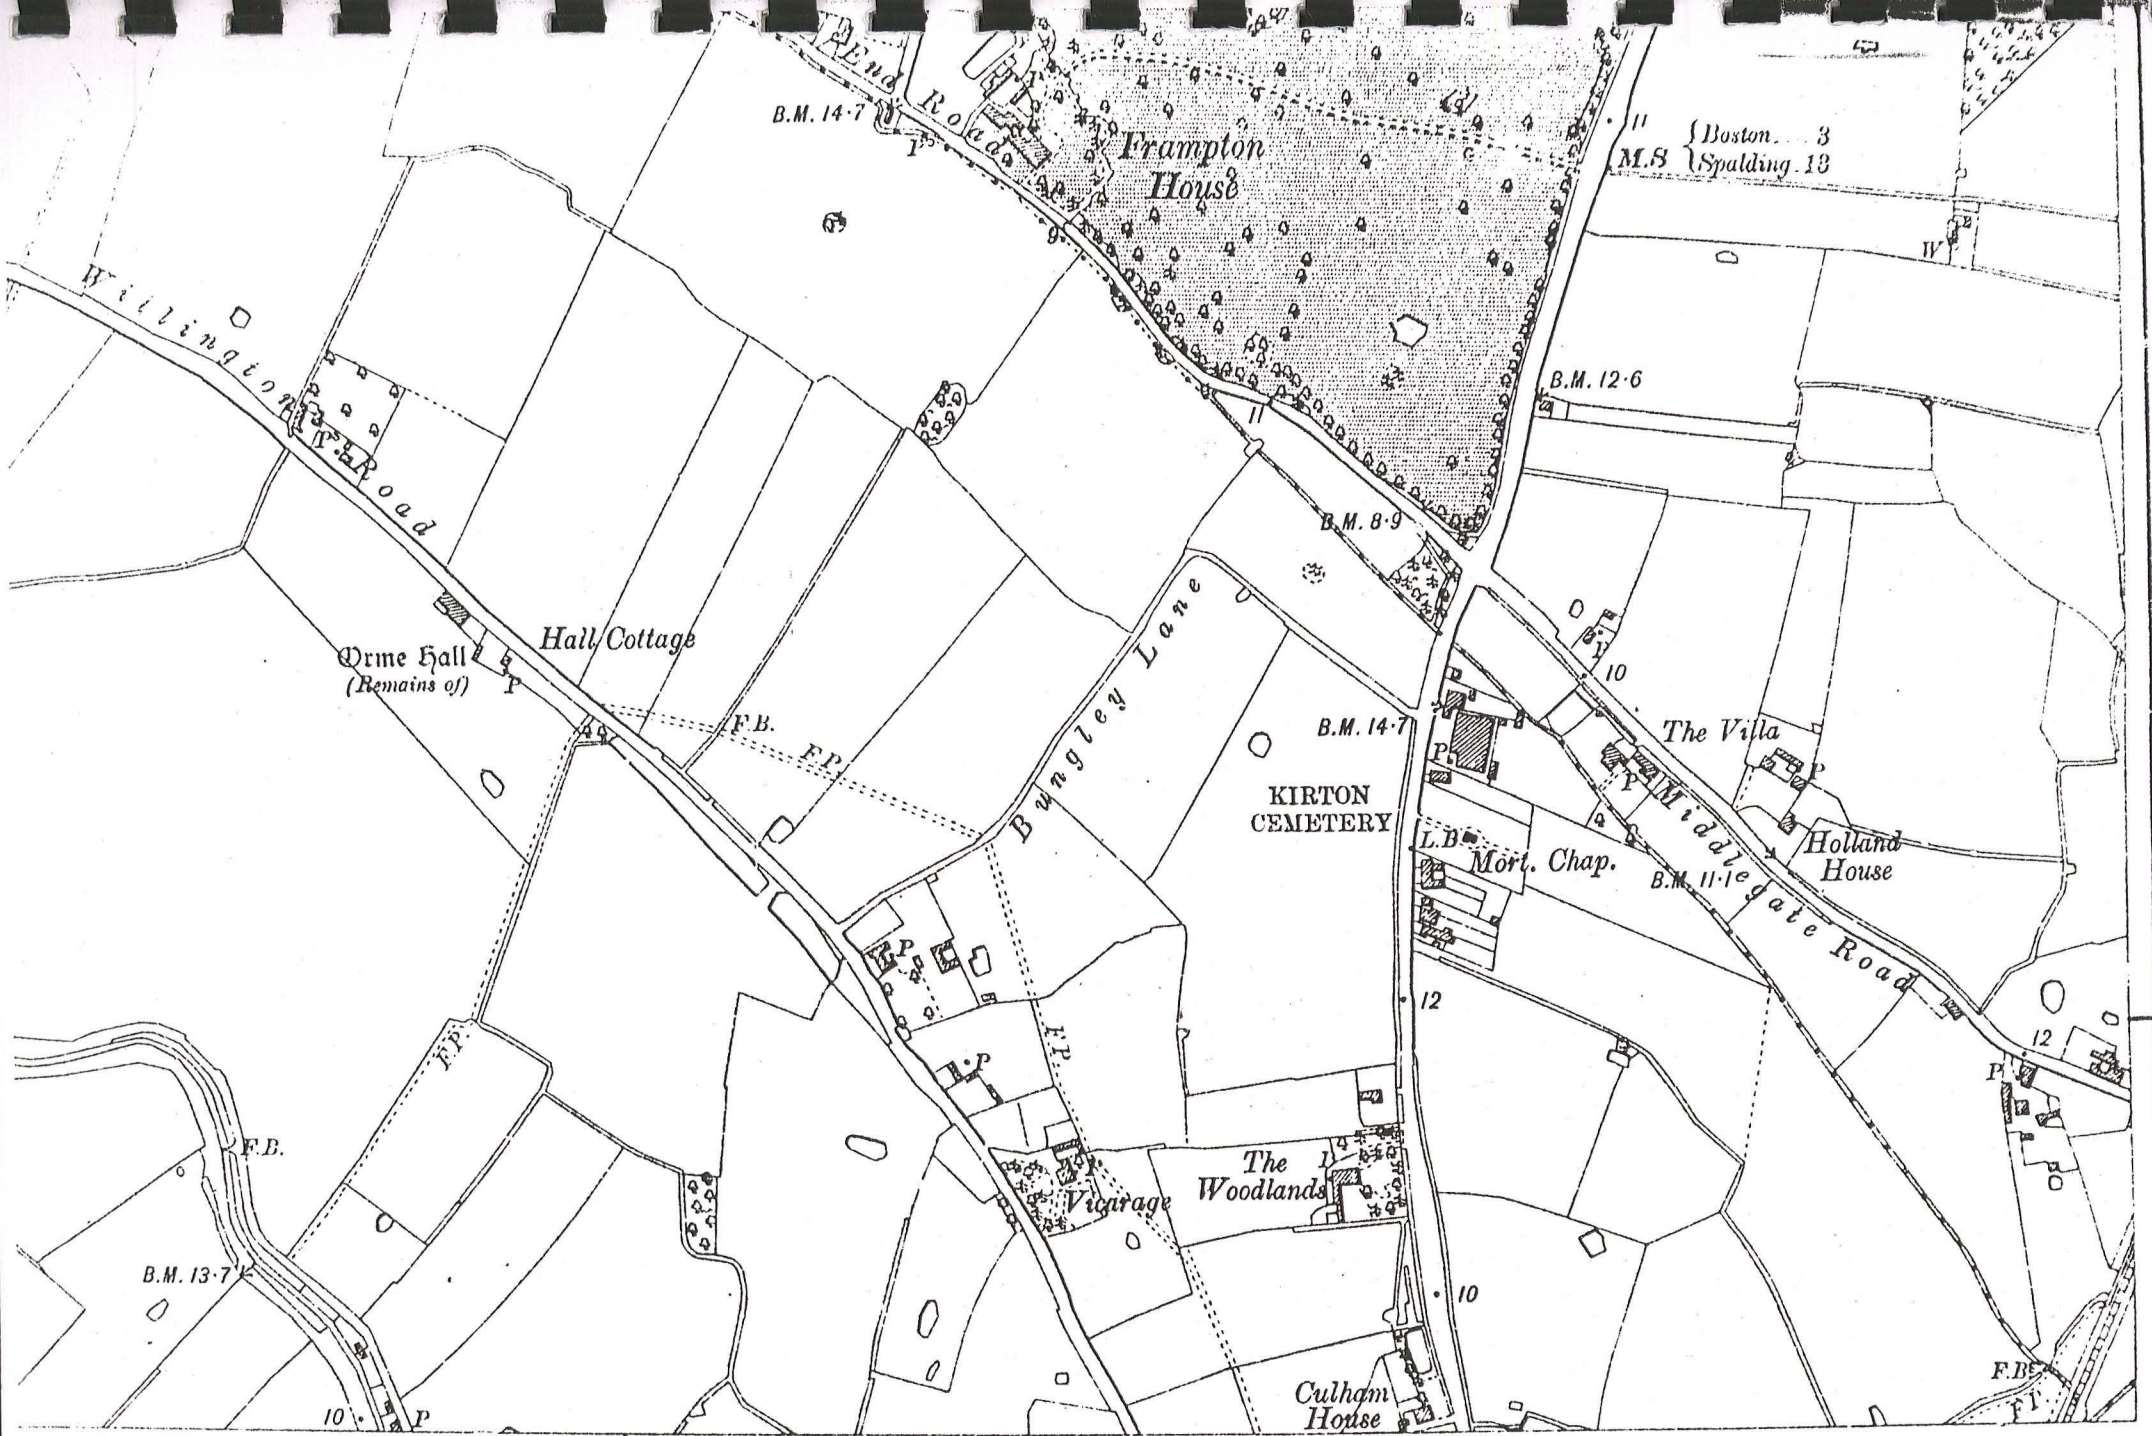 End Road
B.M. 14·7
Frampton
House
11
M.S
Boston... 3
Spalding. 13
W
9
Willington Road
P.
B.M. 12·6
11
B.M. 8·9
Orme Hall
(Remains of)
Hall Cottage
P
F.B.
F.P.
Bungley Lane
10
B.M. 14·7
The Villa
P
P.
P
KIRTON
CEMETERY
L.B.
Mort. Chap.
Middlegate Road
B.M. 11·1
Holland
House
P
12
12
P
F.P.
F.P.
P
F.B.
The
Woodlands
Vicarage
B.M. 13·7
10
10
P
Culham
House
F.B.